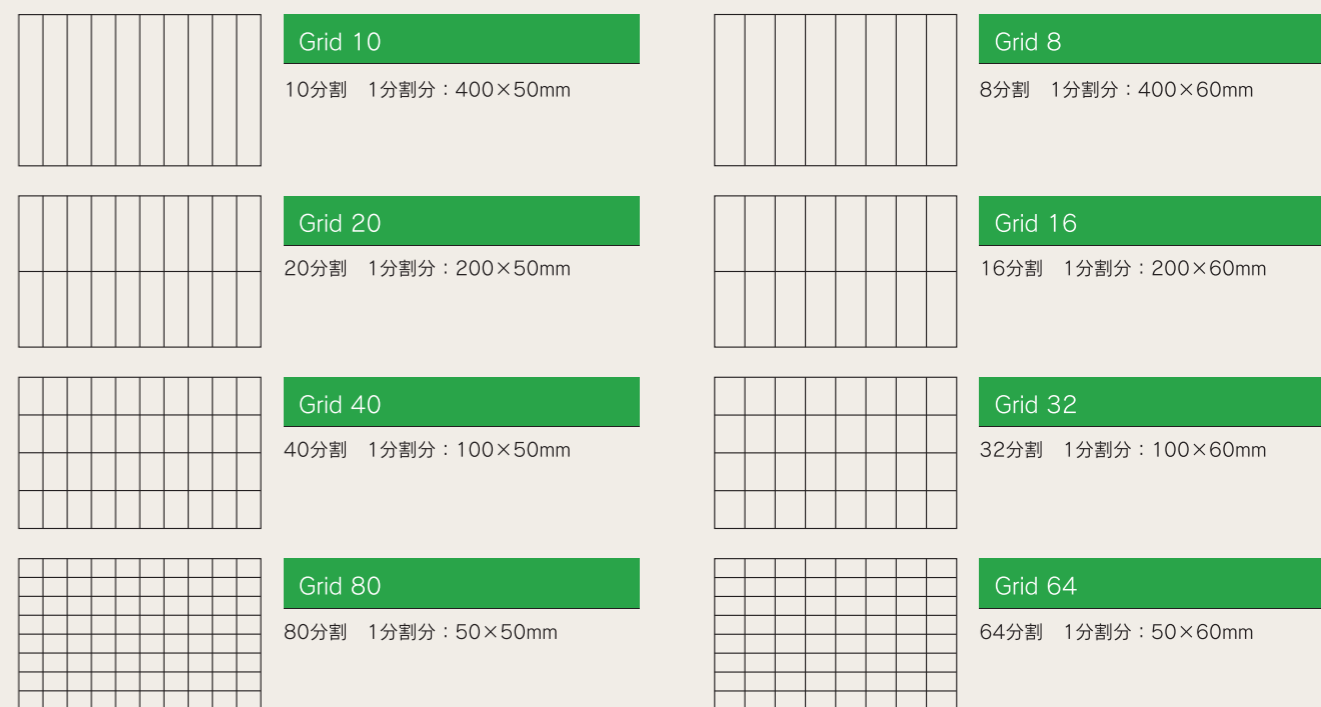 Grid 10
10分割　1分割分：400×50mm
Grid 8
8分割　1分割分：400×60mm
Grid 20
20分割　1分割分：200×50mm
Grid 16
16分割　1分割分：200×60mm
Grid 40
40分割　1分割分：100×50mm
Grid 32
32分割　1分割分：100×60mm
Grid 80
80分割　1分割分：50×50mm
Grid 64
64分割　1分割分：50×60mm